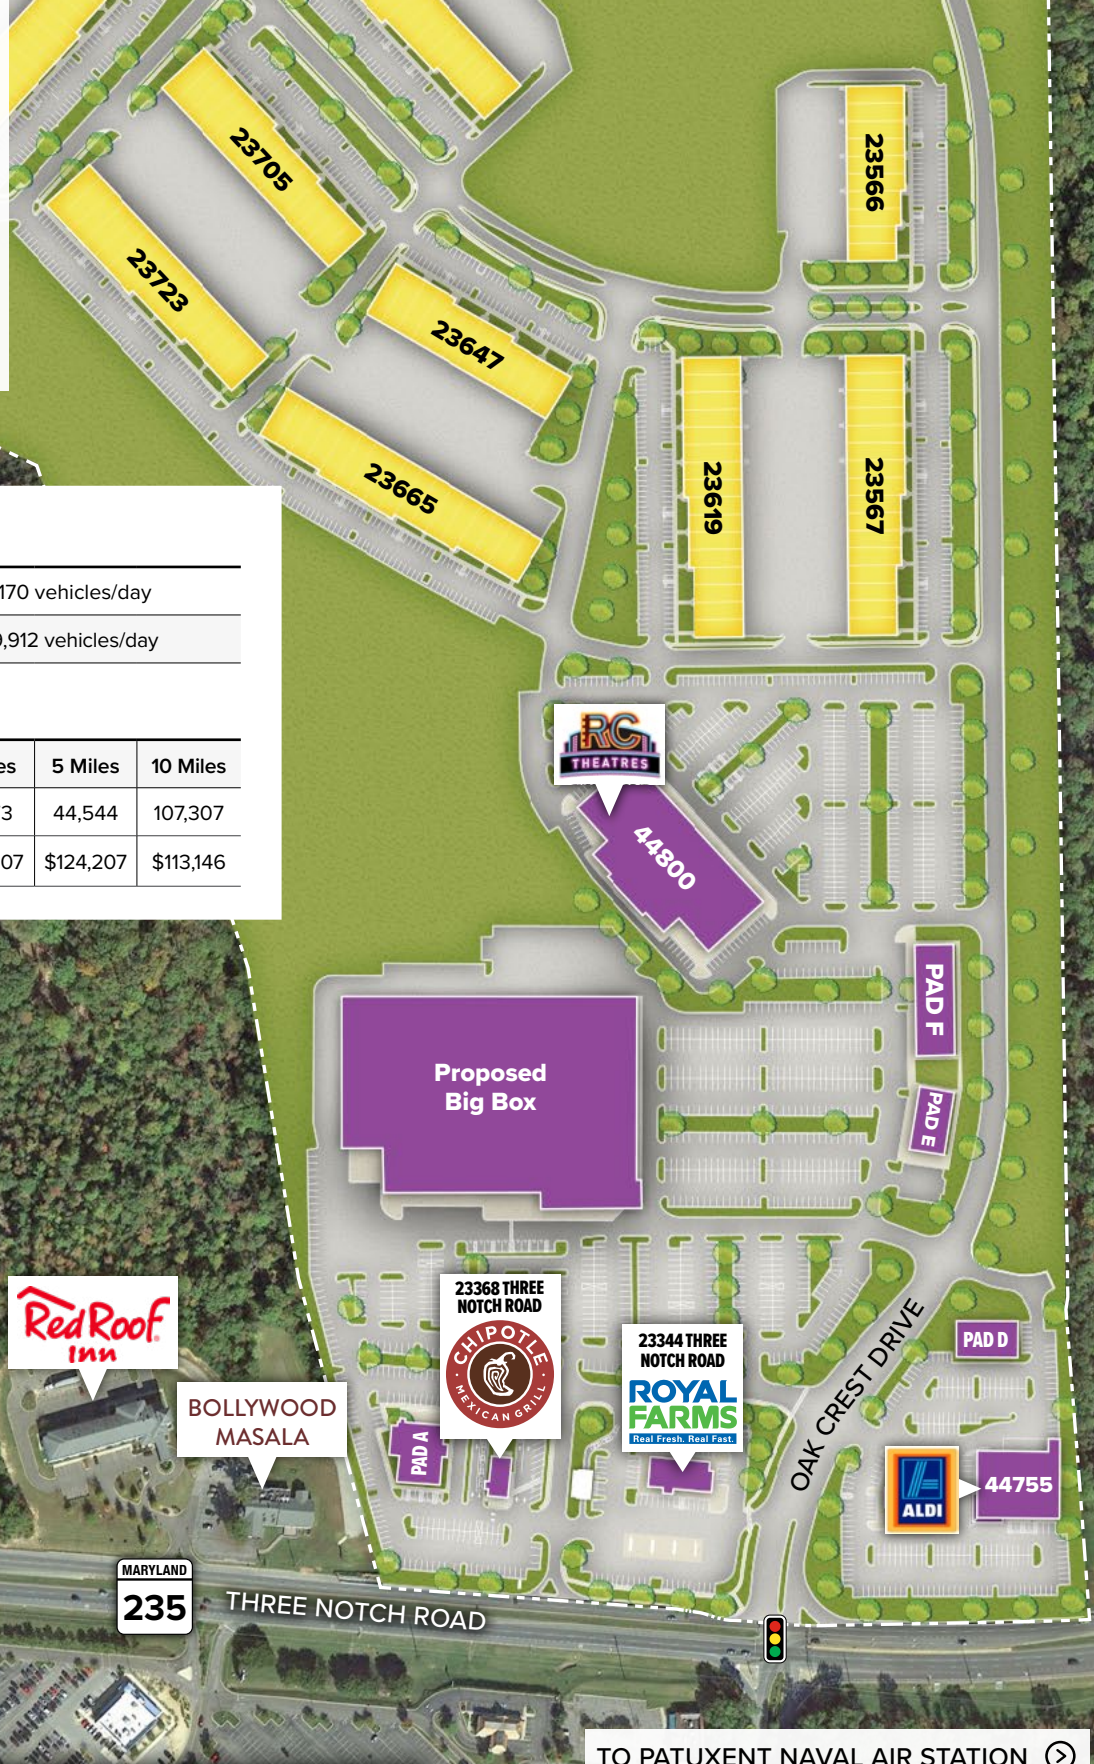 23705
23566
23723
23647
23665
23619
23567
170 vehicles/day
9,912 vehicles/day
5 Miles
10 Miles
44,544
107,307
07
$124,207
$113,146
RC
THEATRES
44800
PAD F
Proposed
Big Box
PAD E
Red Roof
Inn
23368 THREE
NOTCH ROAD
CHIPOTLE
MEXICAN GRILL
23344 THREE
NOTCH ROAD
ROYAL
FARMS
Real Fresh. Real Fast.
OAK CREST DRIVE
PAD D
BOLLYWOOD
MASALA
PAD A
ALDI
44755
MARYLAND
235
THREE NOTCH ROAD
TO PATUXENT NAVAL AIR STATION